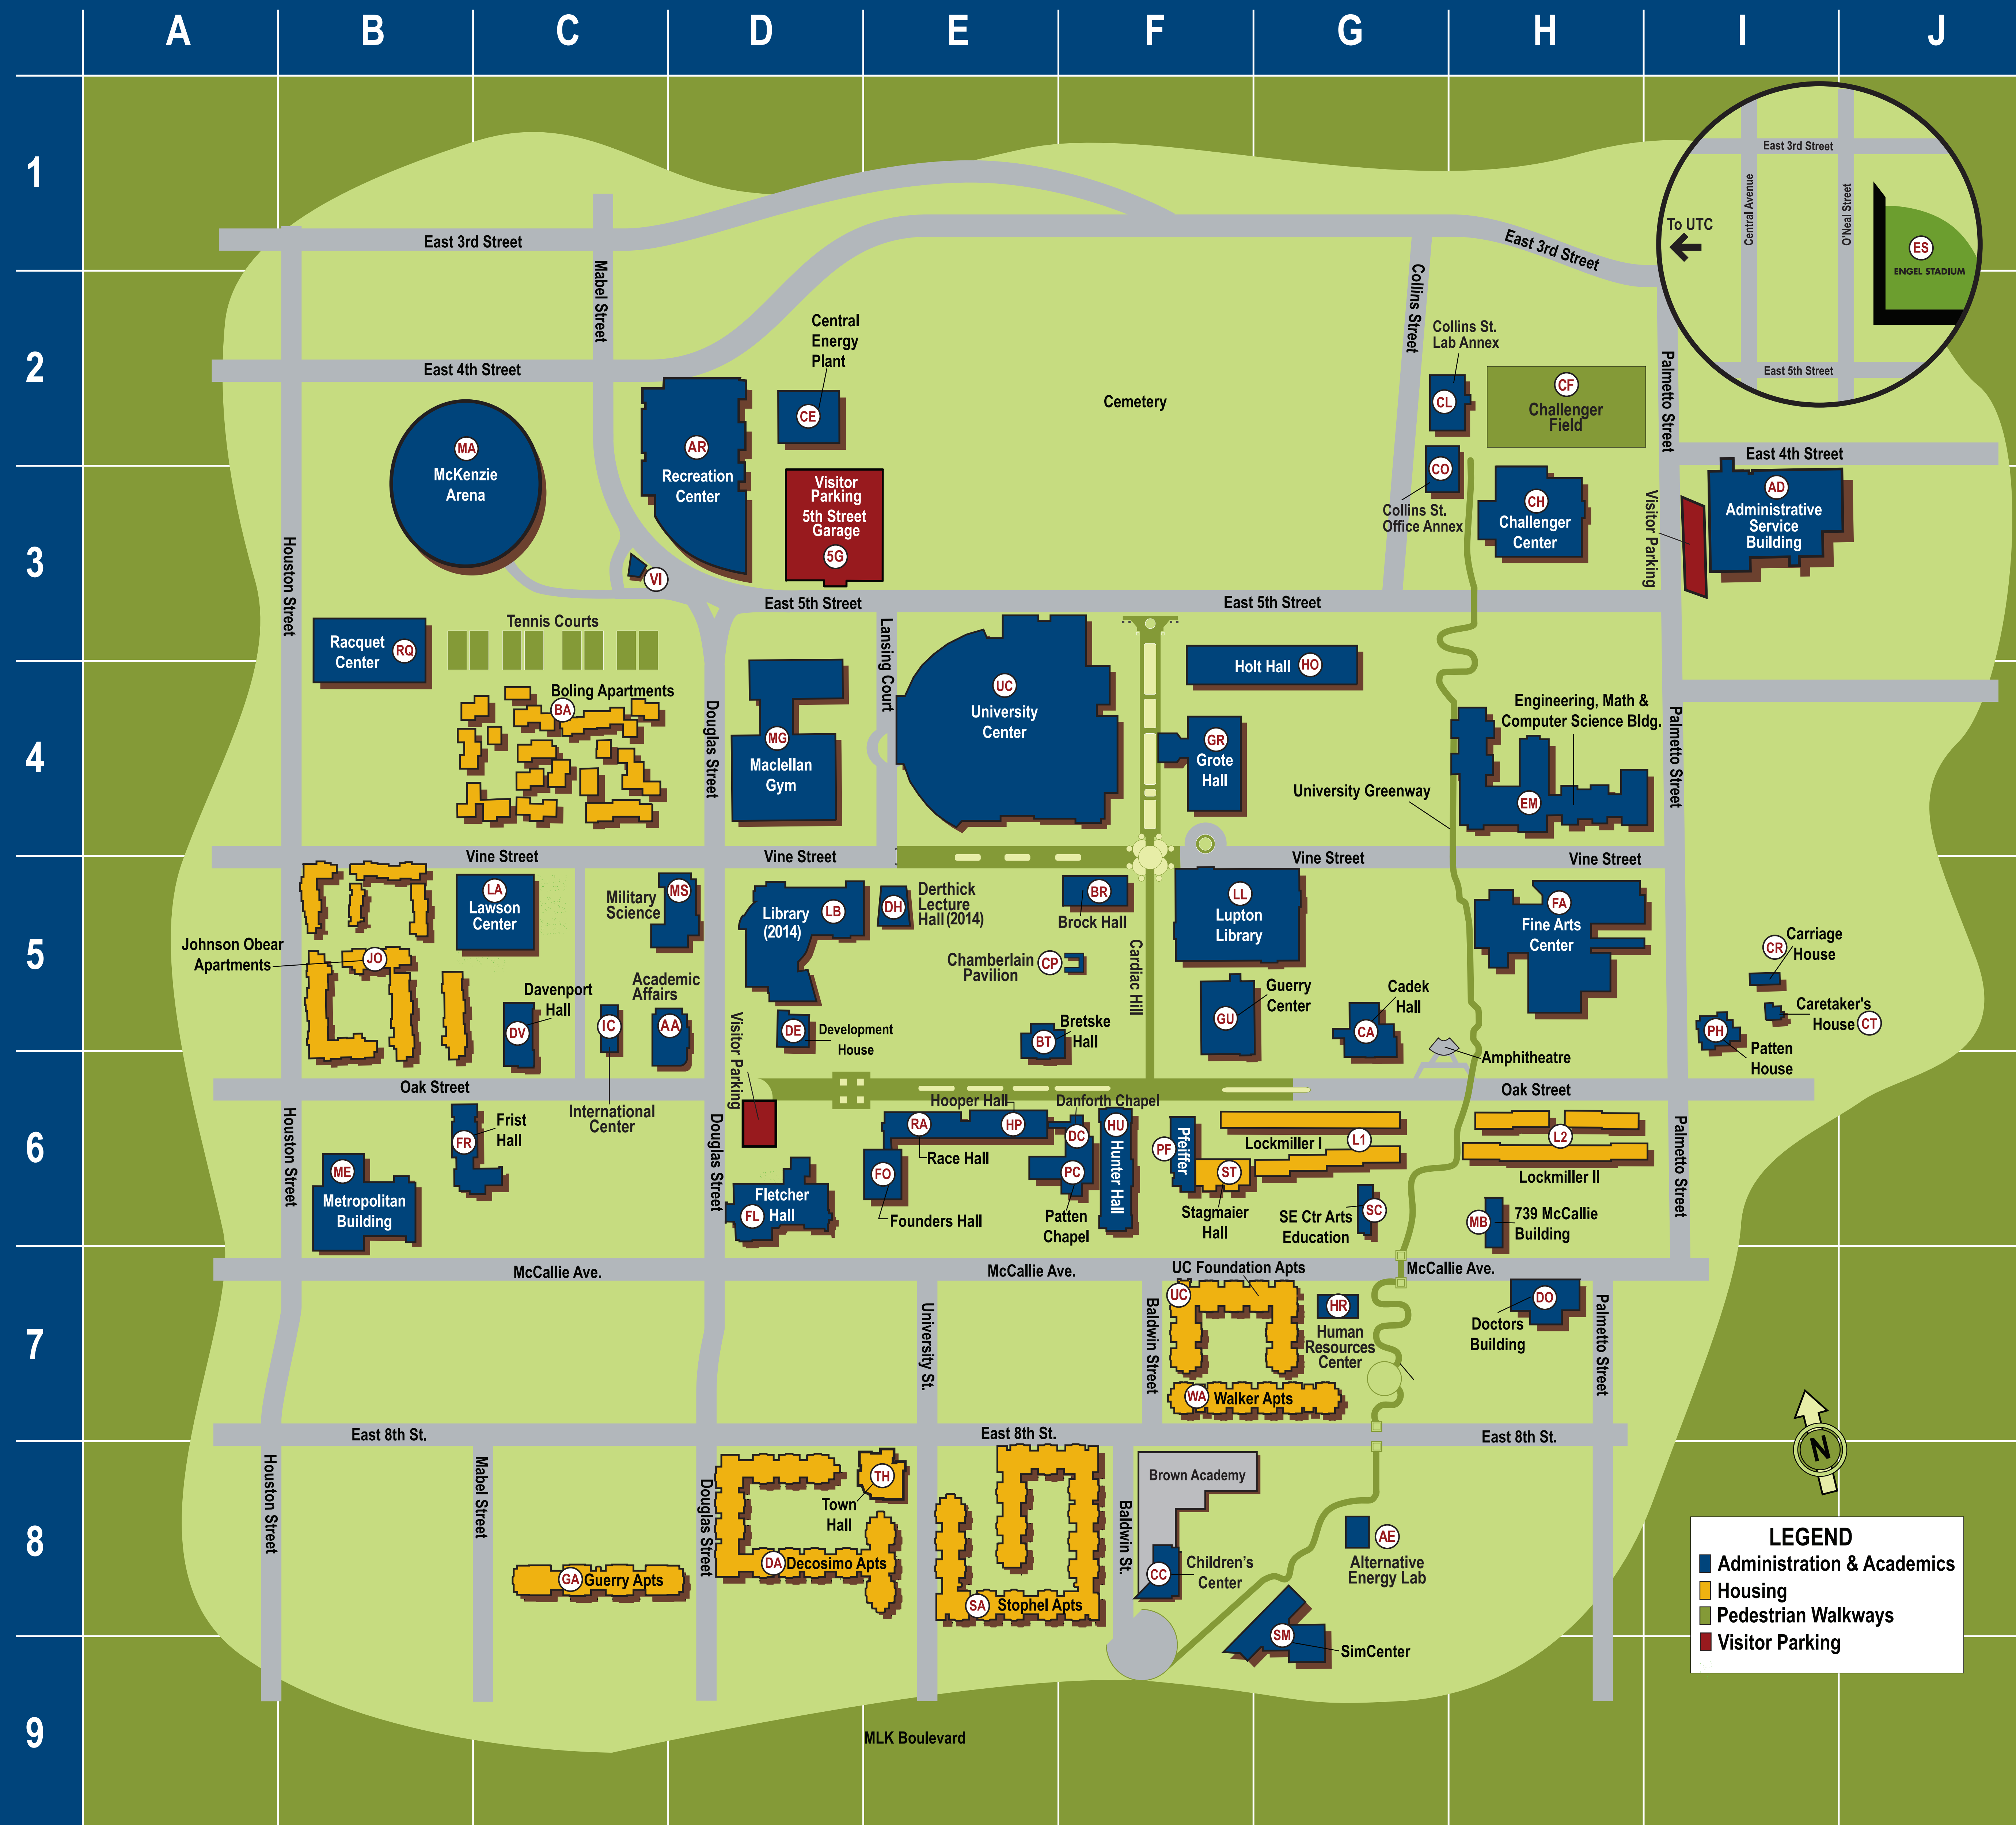 A B C D E F G H I J
1
2
3
4
5
6
7
8
9
East 3rd Street
Central Avenue
O'Neal Street
To UTC
ES
ENGEL STADIUM
East 5th Street
East 3rd Street
East 3rd Street
Mabel Street
Collins Street
Central
Energy
Plant
CE
Collins St.
Lab Annex
CL
East 4th Street
Cemetery
CF
Challenger
Field
Palmetto Street
East 4th Street
MA
McKenzie
Arena
AR
Recreation
Center
Visitor
Parking
5th Street
Garage
5G
CO
Collins St.
Office Annex
CH
Challenger
Center
Visitor Parking
AD
Administrative
Service
Building
VI
Houston Street
East 5th Street
East 5th Street
Racquet
Center
RQ
Tennis Courts
Lansing Court
Holt Hall
HO
Boling Apartments
BA
Douglas Street
MG
Maclellan
Gym
UC
University
Center
GR
Grote
Hall
University Greenway
Engineering, Math &
Computer Science Bldg.
EM
Palmetto Street
Vine Street
Vine Street
Vine Street
Vine Street
Johnson Obear
Apartments
JO
LA
Lawson
Center
Military
Science
MS
Library
(2014)
LB
DH
Derthick
Lecture
Hall (2014)
BR
Brock Hall
LL
Lupton
Library
FA
Fine Arts
Center
CR
Carriage
House
Chamberlain
Pavilion
CP
Cardiac Hill
Davenport
Hall
DV
IC
Academic
Affairs
AA
Visitor Parking
DE
Development
House
BT
Bretske
Hall
GU
Guerry
Center
Cadek
Hall
CA
Amphitheatre
Caretaker's
House
CT
PH
Patten
House
Oak Street
Oak Street
Houston Street
International
Center
Frist
Hall
FR
ME
Metropolitan
Building
Douglas Street
Fletcher
Hall
FL
Hooper Hall
RA
HP
Race Hall
FO
Founders Hall
Danforth Chapel
DC
PC
Patten
Chapel
HU
Hunter Hall
PF
Pfeiffer
ST
Stagmaier
Hall
Lockmiller I
L1
L2
Lockmiller II
SE Ctr Arts
Education
SC
MB
739 McCallie
Building
Palmetto Street
McCallie Ave.
McCallie Ave.
McCallie Ave.
UC Foundation Apts
UC
HR
Human
Resources
Center
DO
Doctors
Building
University St.
Baldwin Street
Palmetto Street
WA
Walker Apts
East 8th St.
East 8th St.
East 8th St.
Houston Street
Mabel Street
Douglas Street
TH
Town
Hall
DA
Decosimo Apts
GA
Guerry Apts
SA
Stophel Apts
Baldwin St.
Brown Academy
CC
Children's
Center
AE
Alternative
Energy Lab
SM
SimCenter
MLK Boulevard
N
LEGEND
Administration & Academics
Housing
Pedestrian Walkways
Visitor Parking